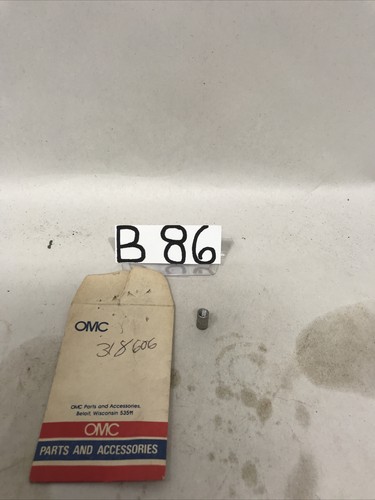 B 86
OMC
318606
OMC Parts and Accessories
Beloit, Wisconsin 53511
OMC
PARTS AND ACCESSORIES